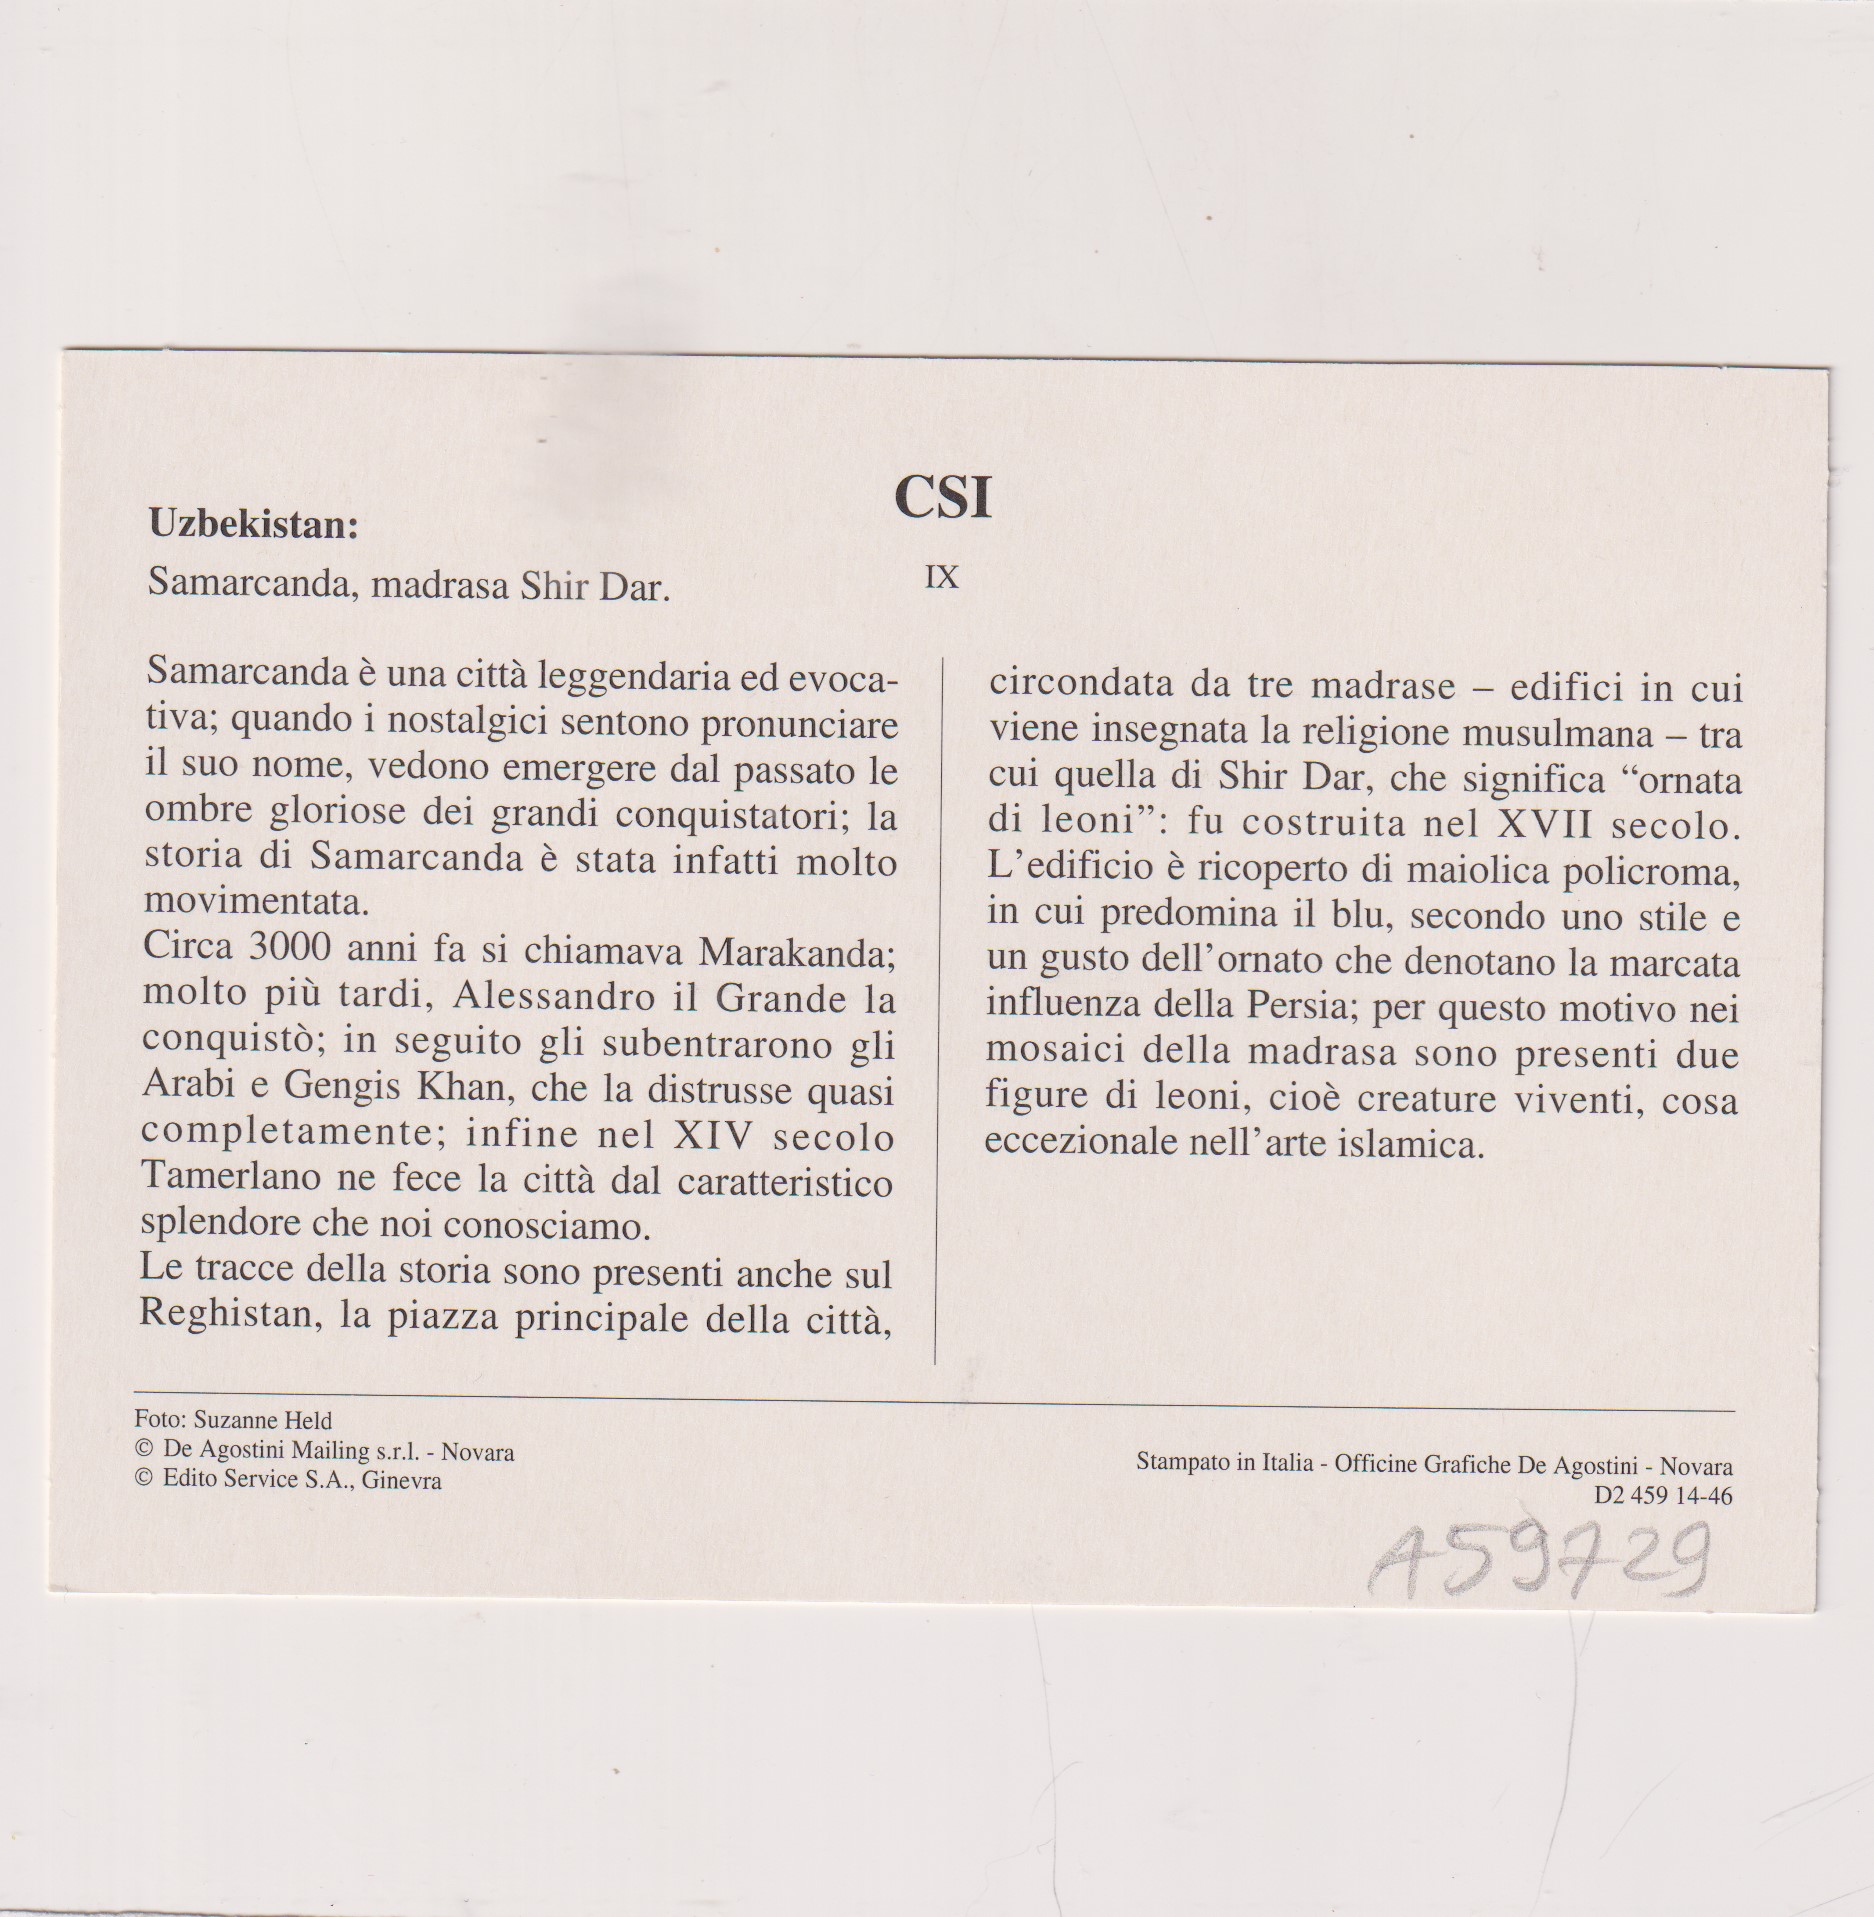 CSI
IX
Uzbekistan:
Samarcanda, madrasa Shir Dar.
Samarcanda è una città leggendaria ed evoca-
tiva; quando i nostalgici sentono pronunciare
il suo nome, vedono emergere dal passato le
ombre gloriose dei grandi conquistatori; la
storia di Samarcanda è stata infatti molto
movimentata.
Circa 3000 anni fa si chiamava Marakanda;
molto più tardi, Alessandro il Grande la
conquistò; in seguito gli subentrarono gli
Arabi e Gengis Khan, che la distrusse quasi
completamente; infine nel XIV secolo
Tamerlano ne fece la città dal caratteristico
splendore che noi conosciamo.
Le tracce della storia sono presenti anche sul
Reghistan, la piazza principale della città,
circondata da tre madrase – edifici in cui
viene insegnata la religione musulmana – tra
cui quella di Shir Dar, che significa “ornata
di leoni”: fu costruita nel XVII secolo.
L’edificio è ricoperto di maiolica policroma,
in cui predomina il blu, secondo uno stile e
un gusto dell’ornato che denotano la marcata
influenza della Persia; per questo motivo nei
mosaici della madrasa sono presenti due
figure di leoni, cioè creature viventi, cosa
eccezionale nell’arte islamica.
Foto: Suzanne Held
© De Agostini Mailing s.r.l. - Novara
© Edito Service S.A., Ginevra
Stampato in Italia - Officine Grafiche De Agostini - Novara
D2 459 14-46
A59729